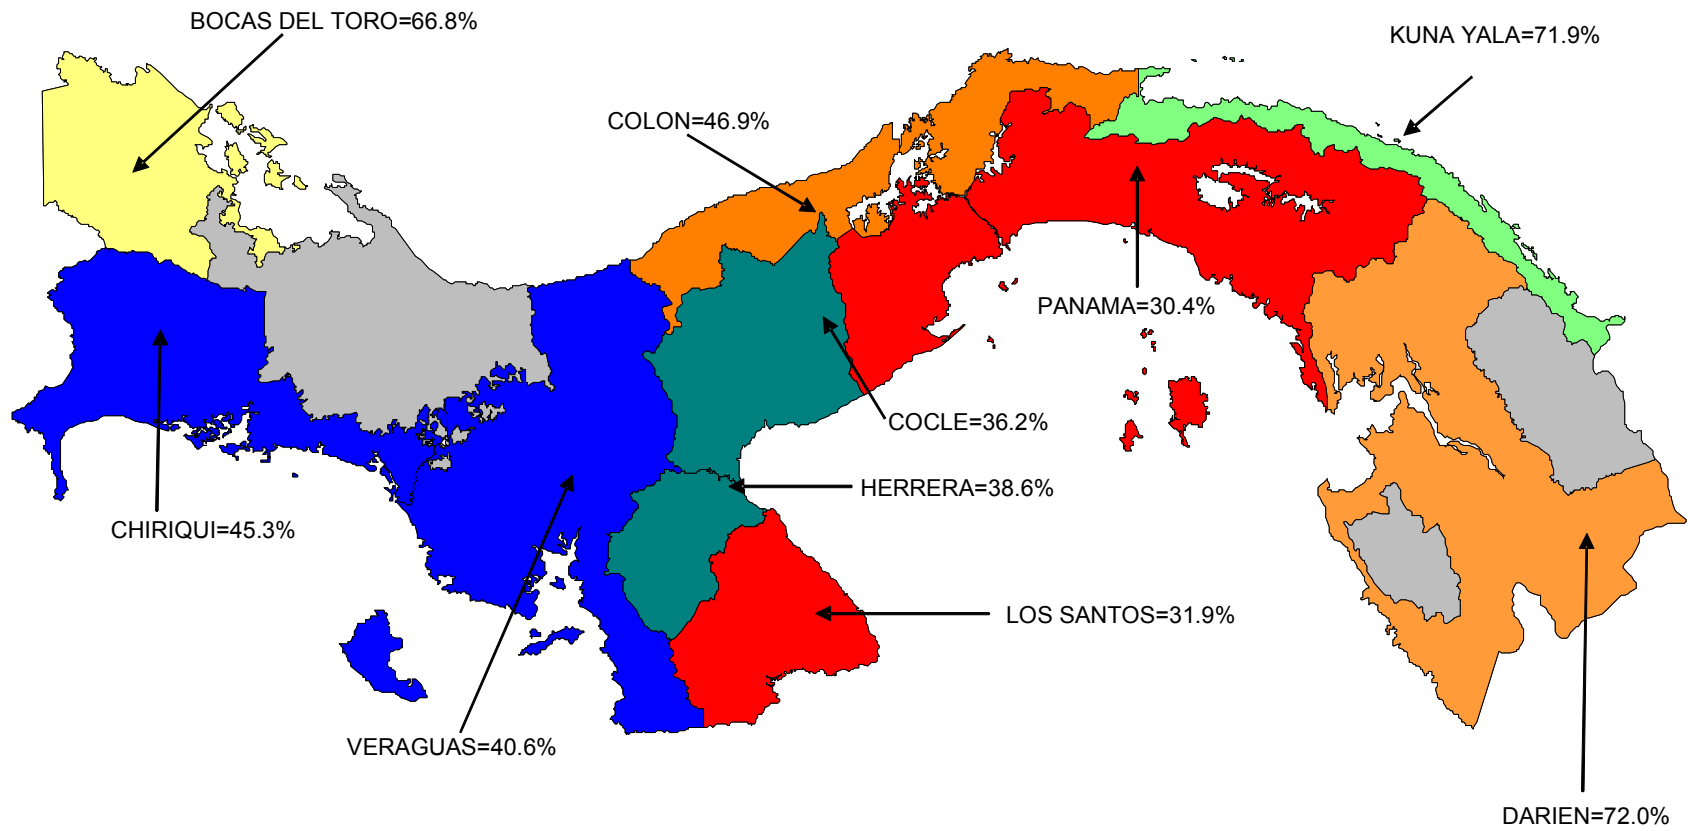 BOCAS DEL TORO=66.8%
KUNA YALA=71.9%
COLON=46.9%
PANAMA=30.4%
COCLE=36.2%
HERRERA=38.6%
CHIRIQUI=45.3%
LOS SANTOS=31.9%
VERAGUAS=40.6%
DARIEN=72.0%